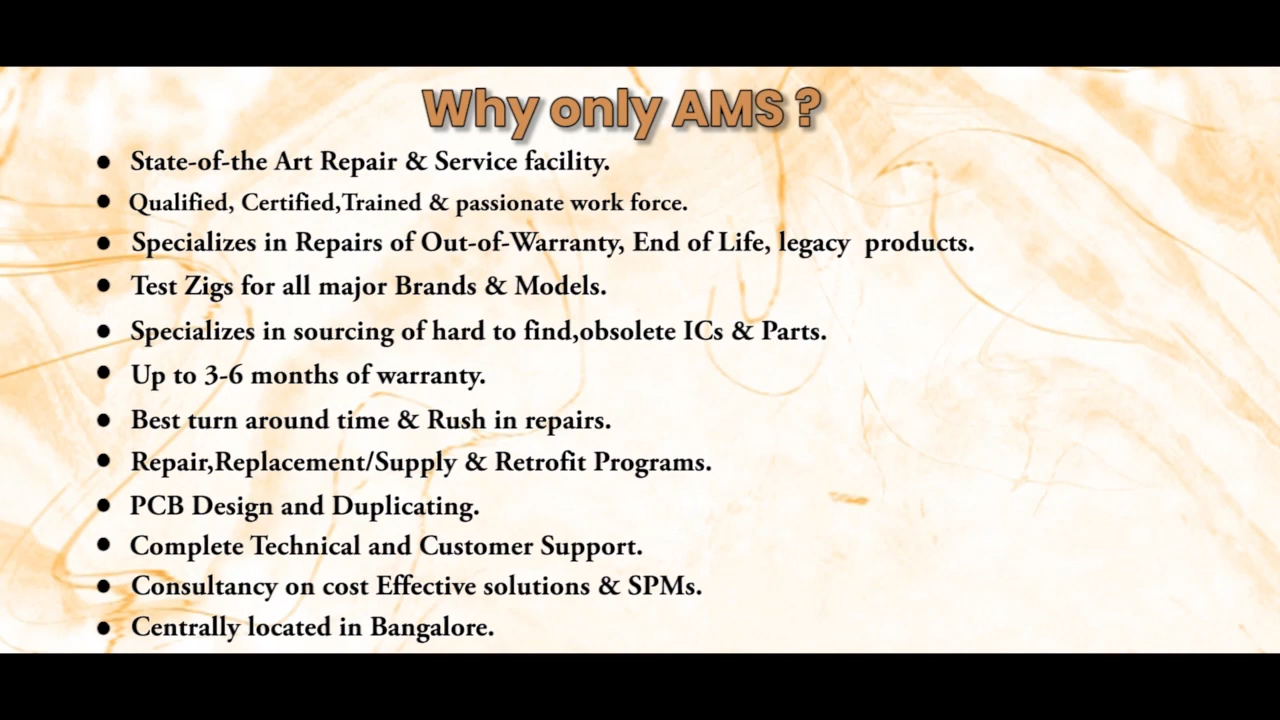 Why only AMS ?
● State-of-the Art Repair & Service facility.
● Qualified, Certified,Trained & passionate work force.
● Specializes in Repairs of Out-of-Warranty, End of Life, legacy  products.
● Test Zigs for all major Brands & Models.
● Specializes in sourcing of hard to find,obsolete ICs & Parts.
● Up to 3-6 months of warranty.
● Best turn around time & Rush in repairs.
● Repair,Replacement/Supply & Retrofit Programs.
● PCB Design and Duplicating.
● Complete Technical and Customer Support.
● Consultancy on cost Effective solutions & SPMs.
● Centrally located in Bangalore.